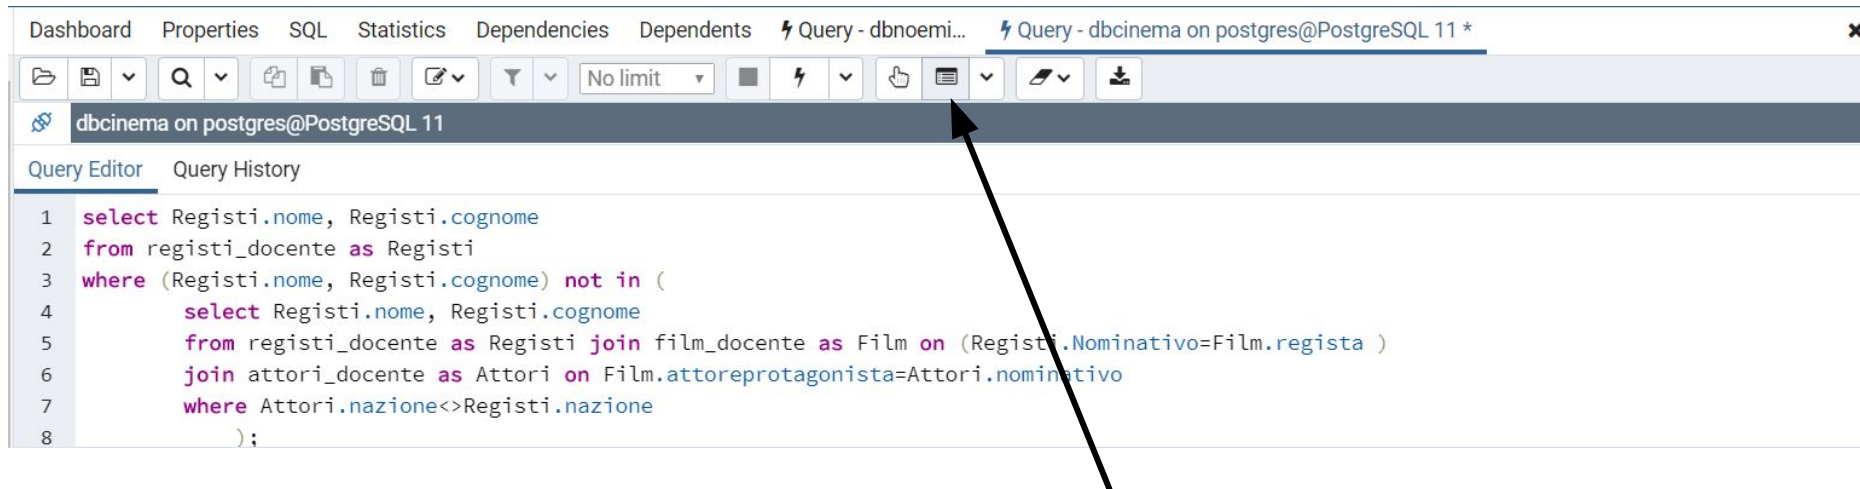 Dashboard Properties SQL Statistics Dependencies Dependents Query - dbnoemi... Query - dbcinema on postgres@PostgreSQL 11 *
No limit
dbcinema on postgres@PostgreSQL 11
Query Editor Query History
1 select Registi.nome, Registi.cognome
2 from registi_docente as Registi
3 where (Registi.nome, Registi.cognome) not in (
4 select Registi.nome, Registi.cognome
5 from registi_docente as Registi join film_docente as Film on (Registi.Nominativo=Film.regista )
6 join attori_docente as Attori on Film.attoreprotagonista=Attori.nominativo
7 where Attori.nazione<>Registi.nazione
8 );